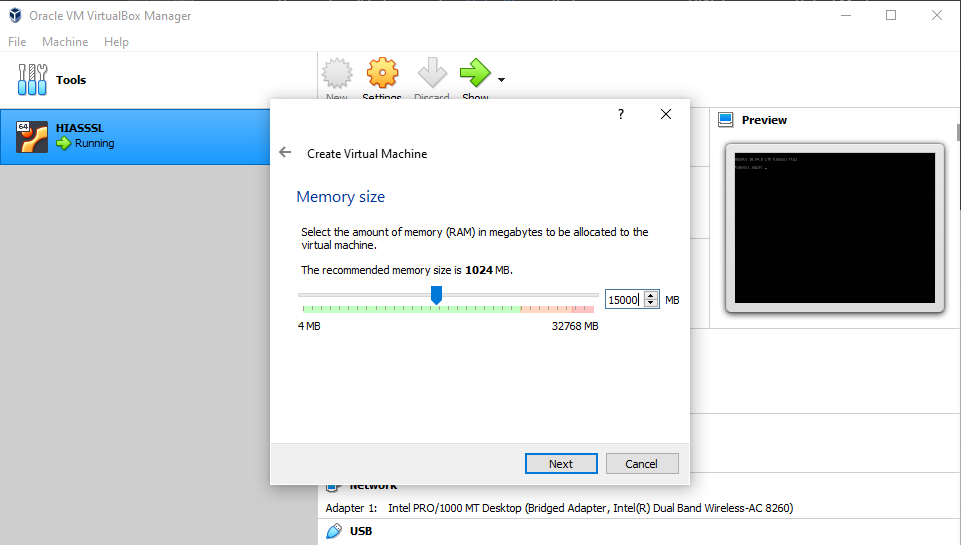 Oracle VM VirtualBox Manager
File Machine Help
Tools
New Settings Discard Show
64
HIASSSL
Running
Preview
?
Create Virtual Machine
Memory size
Select the amount of memory (RAM) in megabytes to be allocated to the
virtual machine.
The recommended memory size is 1024 MB.
15000 MB
4 MB 32768 MB
Next Cancel
Network
Adapter 1: Intel PRO/1000 MT Desktop (Bridged Adapter, Intel(R) Dual Band Wireless-AC 8260)
USB